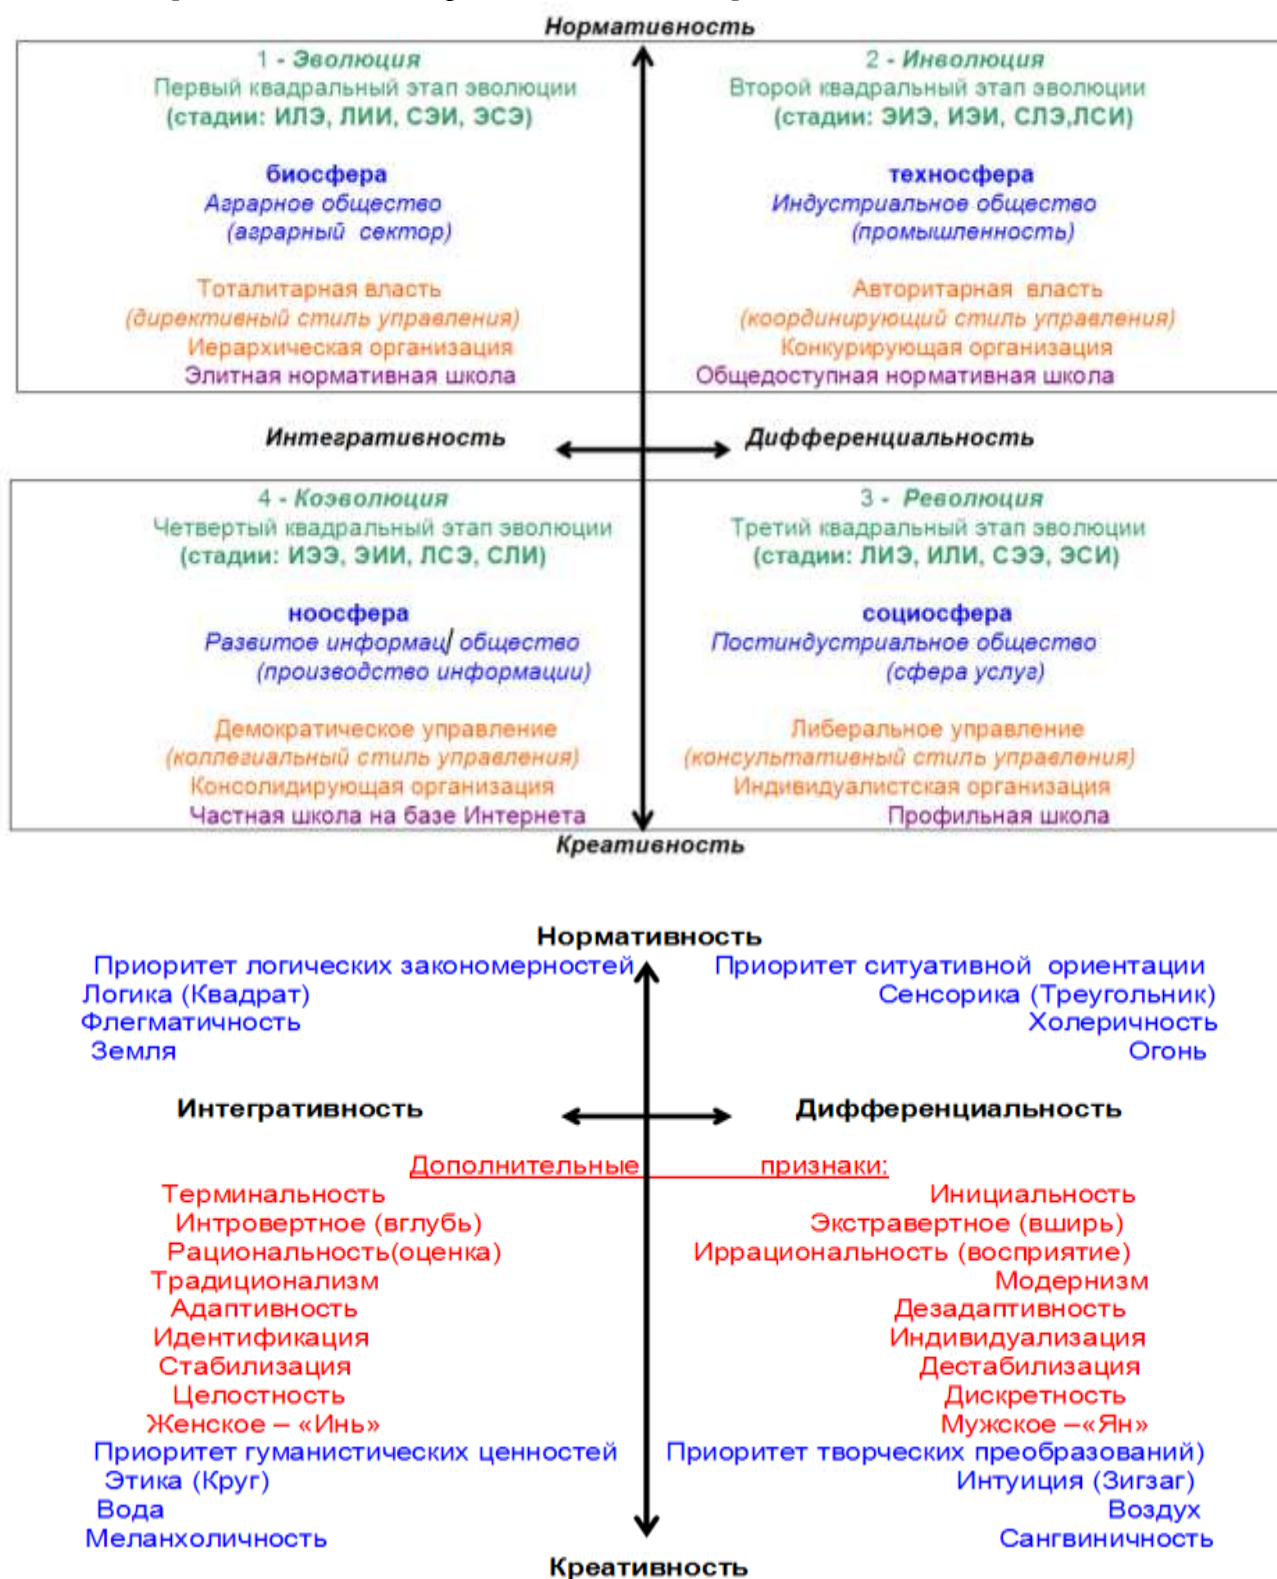 Нормативность
1 - Эволюция
Первый квадральный этап эволюции
(стадии: ИЛЭ, ЛИИ, СЭИ, ЭСЭ)
биосфера
Аграрное общество
(аграрный сектор)
Тоталитарная власть
(директивный стиль управления)
Иерархическая организация
Элитная нормативная школа
2 - Инволюция
Второй квадральный этап эволюции
(стадии: ЭИЭ, ИЭИ, СЛЭ,ЛСИ)
техносфера
Индустриальное общество
(промышленность)
Авторитарная власть
(координирующий стиль управления)
Конкурирующая организация
Общедоступная нормативная школа
Интегративность
Дифференциальность
4 - Коэволюция
Четвертый квадральный этап эволюции
(стадии: ИЭЭ, ЭИИ, ЛСЭ, СЛИ)
ноосфера
Развитое информац/ общество
(производство информации)
Демократическое управление
(коллегиальный стиль управления)
Консолидирующая организация
Частная школа на базе Интернета
3 - Революция
Третий квадральный этап эволюции
(стадии: ЛИЭ, ИЛИ, СЭЭ, ЭСИ)
социосфера
Постиндустриальное общество
(сфера услуг)
Либеральное управление
(консультативный стиль управления)
Индивидуалистская организация
Профильная школа
Креативность
Нормативность
Приоритет логических закономерностей
Логика (Квадрат)
Флегматичность
Земля
Приоритет ситуативной ориентации
Сенсорика (Треугольник)
Холеричность
Огонь
Интегративность
Дифференциальность
Дополнительные признаки:
Терминальность
Интровертное (вглубь)
Рациональность(оценка)
Традиционализм
Адаптивность
Идентификация
Стабилизация
Целостность
Женское – «Инь»
Инициальность
Экстравертное (вширь)
Иррациональность (восприятие)
Модернизм
Дезадаптивность
Индивидуализация
Дестабилизация
Дискретность
Мужское –«Ян»
Приоритет гуманистических ценностей
Этика (Круг)
Вода
Меланхоличность
Приоритет творческих преобразований)
Интуиция (Зигзаг)
Воздух
Сангвиничность
Креативность